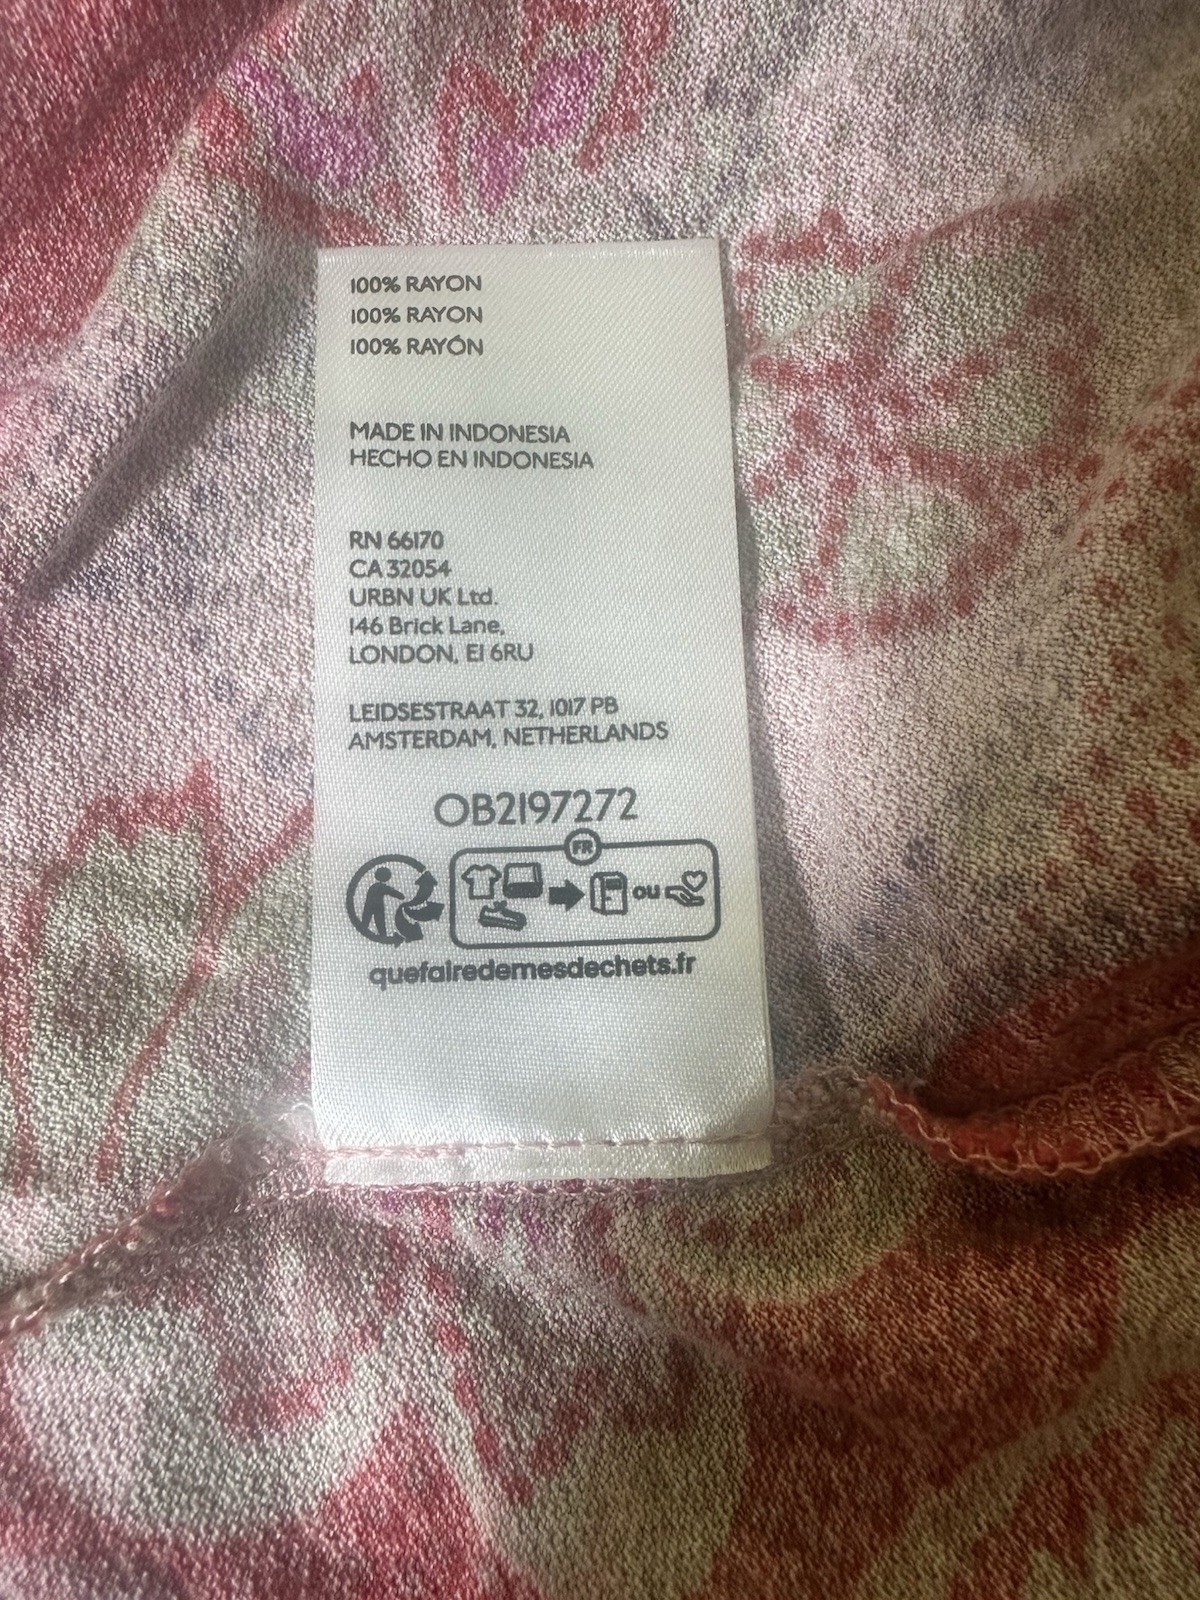 100% RAYON
100% RAYON
100% RAYÓN
MADE IN INDONESIA
HECHO EN INDONESIA
RN 66170
CA 32054
URBN UK Ltd.
146 Brick Lane,
LONDON, E1 6RU
LEIDSESTRAAT 32, 1017 PB
AMSTERDAM, NETHERLANDS
OB2197272
FR
ou
quefairedemesdechets.fr